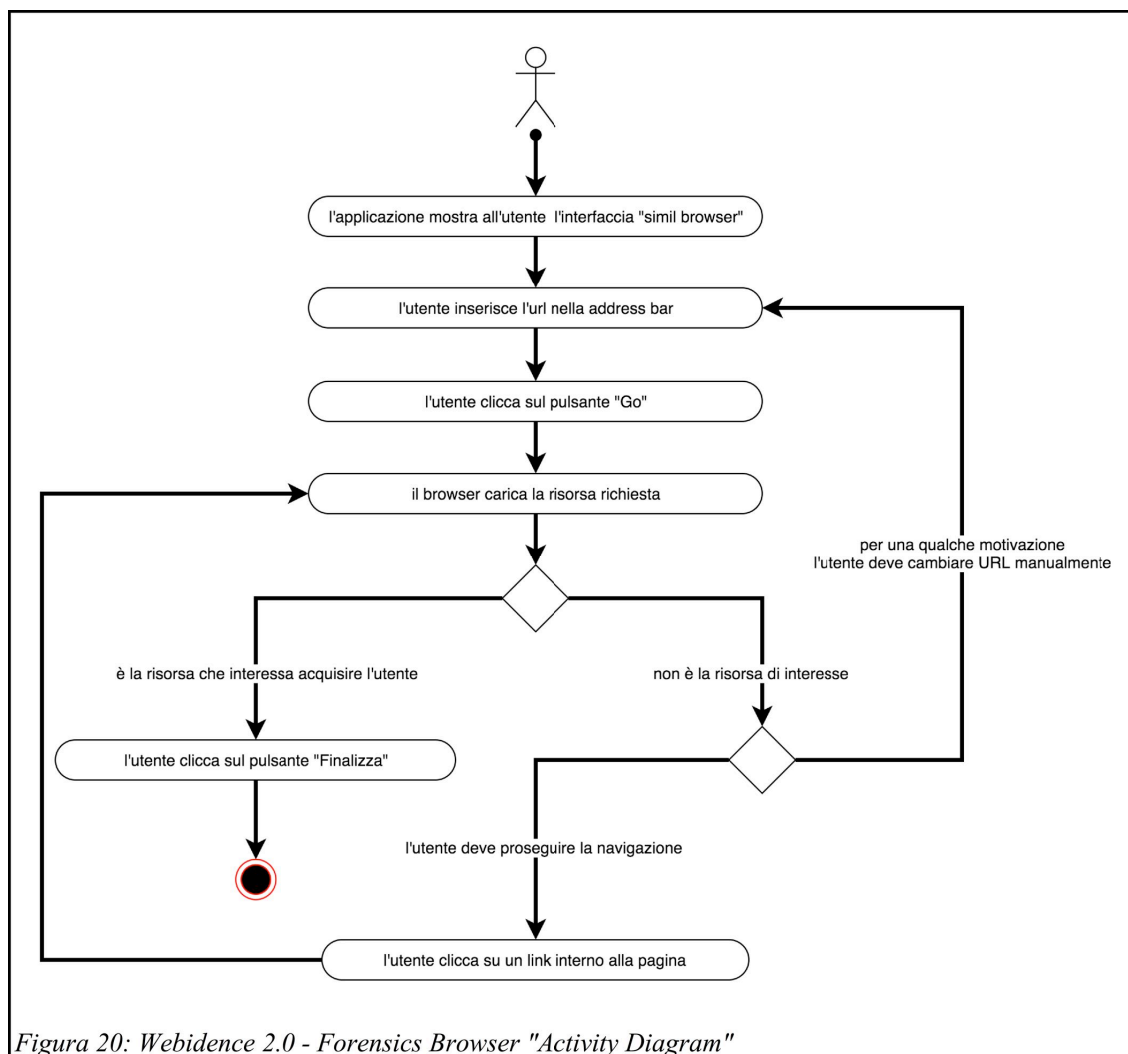 l'applicazione mostra all'utente l'interfaccia "simil browser"
l'utente inserisce l'url nella address bar
l'utente clicca sul pulsante "Go"
il browser carica la risorsa richiesta
per una qualche motivazione
l'utente deve cambiare URL manualmente
è la risorsa che interessa acquisire l'utente
non è la risorsa di interesse
l'utente clicca sul pulsante "Finalizza"
l'utente deve proseguire la navigazione
l'utente clicca su un link interno alla pagina
Figura 20: Webidence 2.0 - Forensics Browser "Activity Diagram"